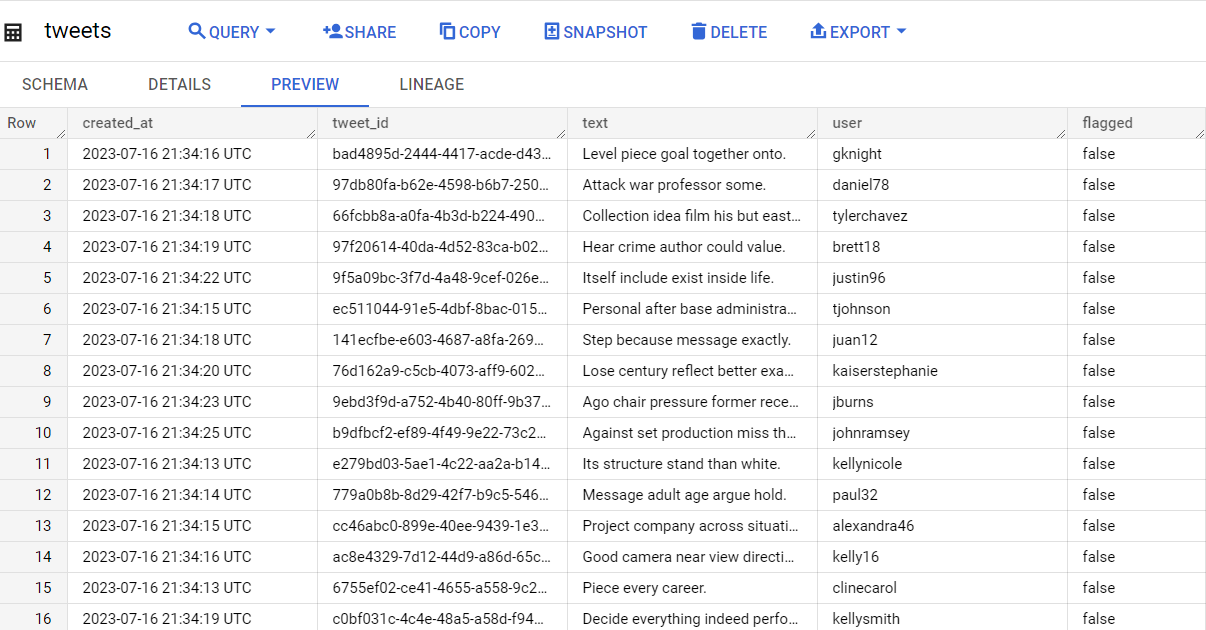 tweets QUERY SHARE COPY SNAPSHOT DELETE EXPORT
SCHEMA DETAILS PREVIEW LINEAGE
Row created_at tweet_id text user flagged
1 2023-07-16 21:34:16 UTC bad4895d-2444-4417-acde-d43... Level piece goal together onto. gknight false
2 2023-07-16 21:34:17 UTC 97db80fa-b62e-4598-b6b7-250... Attack war professor some. daniel78 false
3 2023-07-16 21:34:18 UTC 66fcbb8a-a0fa-4b3d-b224-490... Collection idea film his but east... tylerchavez false
4 2023-07-16 21:34:19 UTC 97f20614-40da-4d52-83ca-b02... Hear crime author could value. brett18 false
5 2023-07-16 21:34:22 UTC 9f5a09bc-3f7d-4a48-9cef-026e... Itself include exist inside life. justin96 false
6 2023-07-16 21:34:15 UTC ec511044-91e5-4dbf-8bac-015... Personal after base administra... tjohnson false
7 2023-07-16 21:34:18 UTC 141ecfbe-e603-4687-a8fa-269... Step because message exactly. juan12 false
8 2023-07-16 21:34:20 UTC 76d162a9-c5cb-4073-aff9-602... Lose century reflect better exa... kaiserstephanie false
9 2023-07-16 21:34:23 UTC 9ebd3f9d-a752-4b40-80ff-9b37... Ago chair pressure former rece... jburns false
10 2023-07-16 21:34:25 UTC b9dfbcf2-ef89-4f49-9e22-73c2... Against set production miss th... johnramsey false
11 2023-07-16 21:34:13 UTC e279bd03-5ae1-4c22-aa2a-b14... Its structure stand than white. kellynicole false
12 2023-07-16 21:34:14 UTC 779a0b8b-8d29-42f7-b9c5-546... Message adult age argue hold. paul32 false
13 2023-07-16 21:34:15 UTC cc46abc0-899e-40ee-9439-1e3... Project company across situati... alexandra46 false
14 2023-07-16 21:34:16 UTC ac8e4329-7d12-44d9-a86d-65c... Good camera near view directi... kelly16 false
15 2023-07-16 21:34:13 UTC 6755ef02-ce41-4655-a558-9c2... Piece every career. clinecarol false
16 2023-07-16 21:34:19 UTC c0bf031c-4c4e-48a5-a58d-f94... Decide everything indeed perfo... kellysmith false